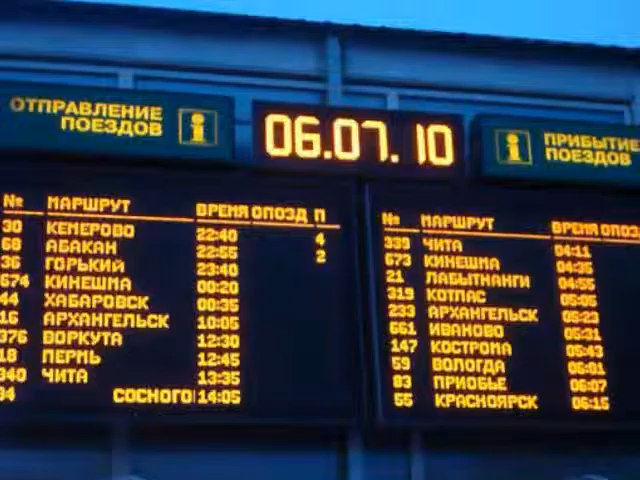 ОТПРАВЛЕНИЕ ПОЕЗДОВ
06.07.10
ПРИБЫТИЕ ПОЕЗДОВ
№ МАРШРУТ ВРЕМЯ ОПОЗД П
30 КЕМЕРОВО 22:40 4
68 АБАКАН 22:55 2
36 ГОРЬКИЙ 23:40
674 КИНЕШМА 00:20
44 ХАБАРОВСК 00:35
16 АРХАНГЕЛЬСК 10:05
376 ВОРКУТА 12:30
18 ПЕРМЬ 12:45
340 ЧИТА 13:35
84 СОСНОГО 14:05
№ МАРШРУТ ВРЕМЯ ОПОЗ
339 ЧИТА 04:11
673 КИНЕШМА 04:35
21 ЛАБЫТНАНГИ 04:55
319 КОТЛАС 05:05
233 АРХАНГЕЛЬСК 05:23
661 ИВАНОВО 05:31
147 КОСТРОМА 05:43
59 ВОЛОГДА 06:01
83 ПРИОБЬЕ 06:07
55 КРАСНОЯРСК 06:15